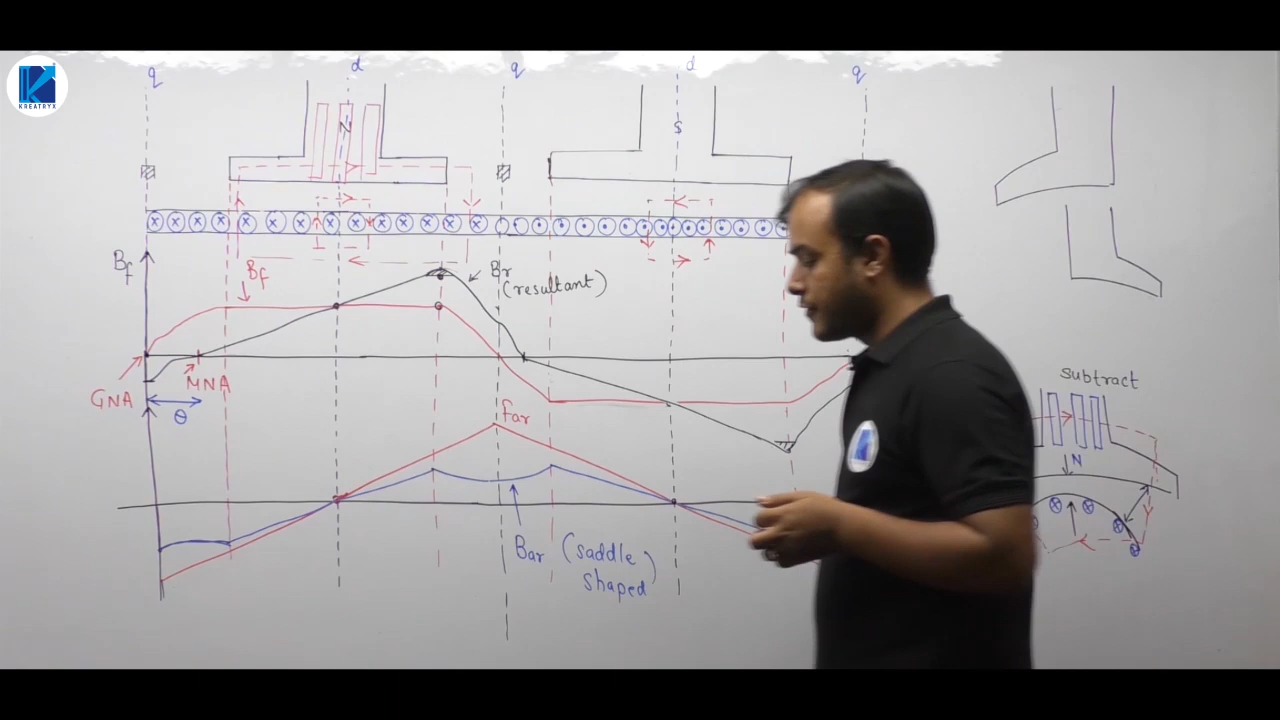 KREATRYX
q
d
q
d
q
N
S
Bf
Bf
Br
(resultant)
GNA
MNA
θ
far
Bar (saddle
shaped)
subtract
N